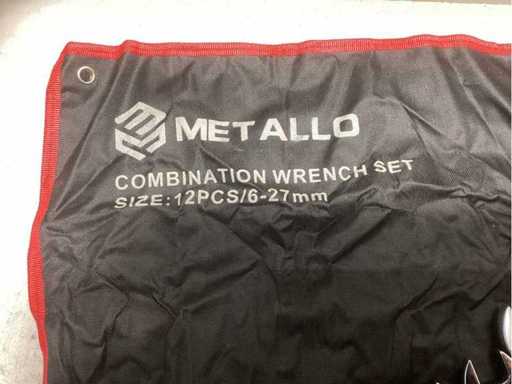 METALLO
COMBINATION WRENCH SET
SIZE:12PCS/6-27mm